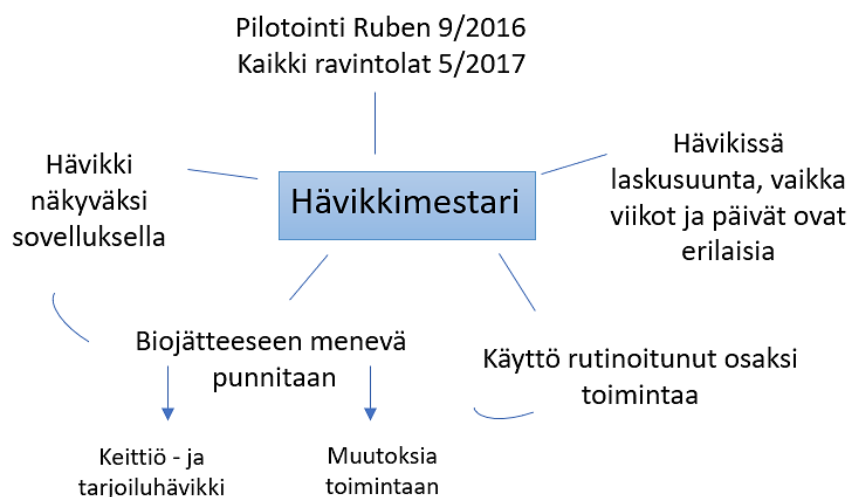 Pilotointi Ruben 9/2016
Kaikki ravintolat 5/2017
Hävikki
näkyväksi
sovelluksella
Hävikkimestari
Hävikissä
laskusuunta, vaikka
viikot ja päivät ovat
erilaisia
Biojätteeseen menevä
punnitaan
Käyttö rutinoitunut osaksi
toimintaa
Keittiö - ja
tarjoiluhävikki
Muutoksia
toimintaan